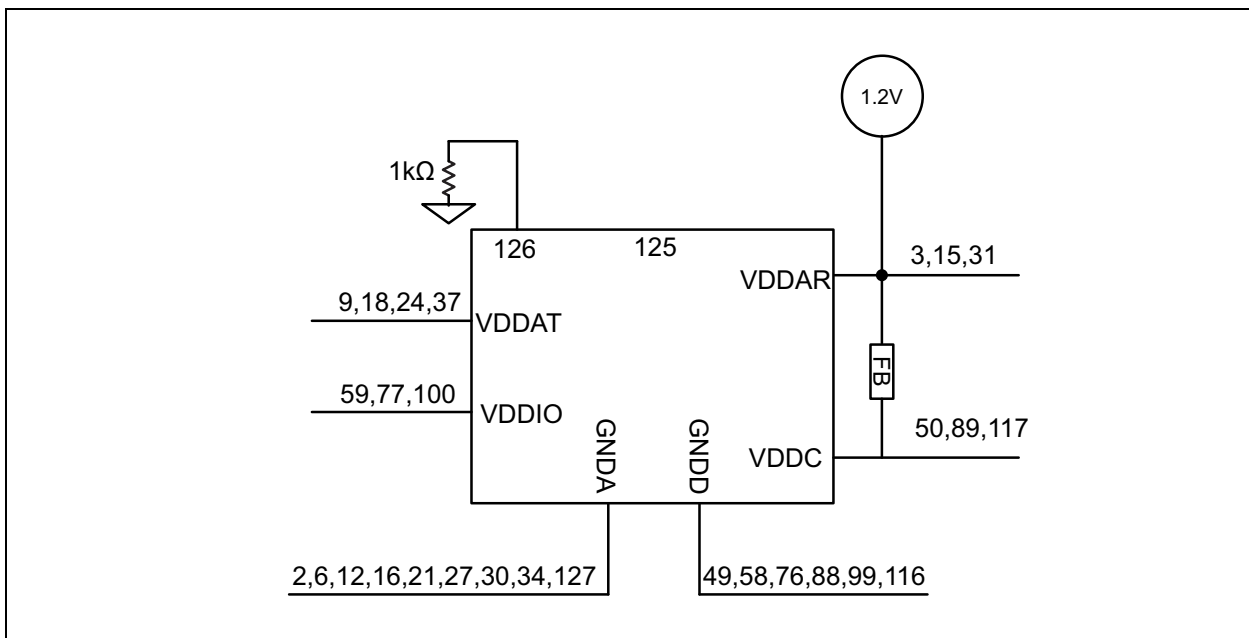 1.2V
1kΩ
126
125
VDDAR
3,15,31
9,18,24,37
VDDAT
FB
59,77,100
VDDIO
GNDA
GNDD
VDDC
50,89,117
2,6,12,16,21,27,30,34,127
49,58,76,88,99,116